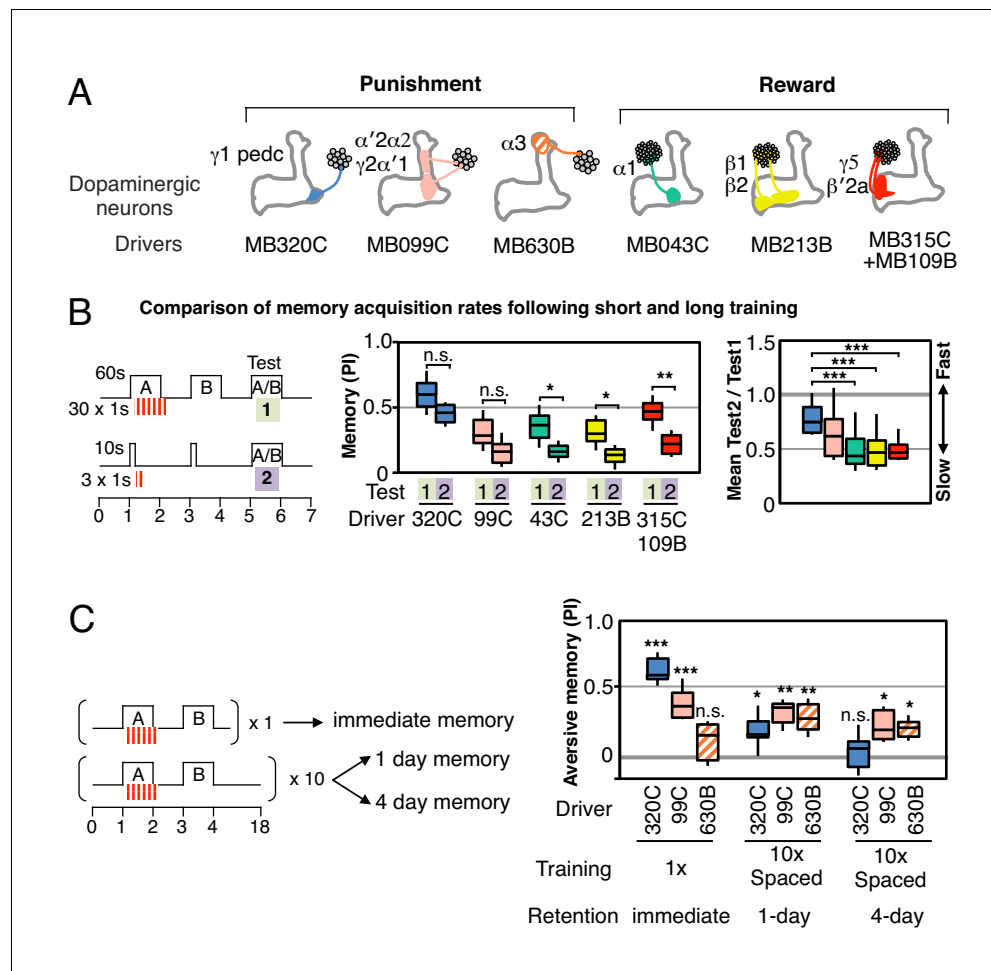 A
Punishment
Reward
γ1 pedc
α′2α2
γ2α′1
α3
α1
β1
β2
γ5
β′2a
Dopaminergic
neurons
Drivers
MB320C
MB099C
MB630B
MB043C
MB213B
MB315C
+MB109B
B
Comparison of memory acquisition rates following short and long training
Test
60s
A
B
A/B
30 x 1s
1
10s
A/B
3 x 1s
2
0 1 2 3 4 5 6 7
Memory (PI)
1.0
0.5
0
n.s.
n.s.
*
*
**
Test 1 2 1 2 1 2 1 2 1 2
Driver 320C 99C 43C 213B 315C
109B
Mean Test2 / Test1
1.5
1.0
0.5
0
***
***
***
Slow
Fast
C
A B x 1 immediate memory
A B x 10 1 day memory
4 day memory
0 1 2 3 4 18
Aversive memory (PI)
1.0
0.5
0
***
***
n.s.
*
**
**
n.s.
*
*
Driver 320C 99C 630B 320C 99C 630B 320C 99C 630B
Training 1x 10x Spaced 10x Spaced
Retention immediate 1-day 4-day